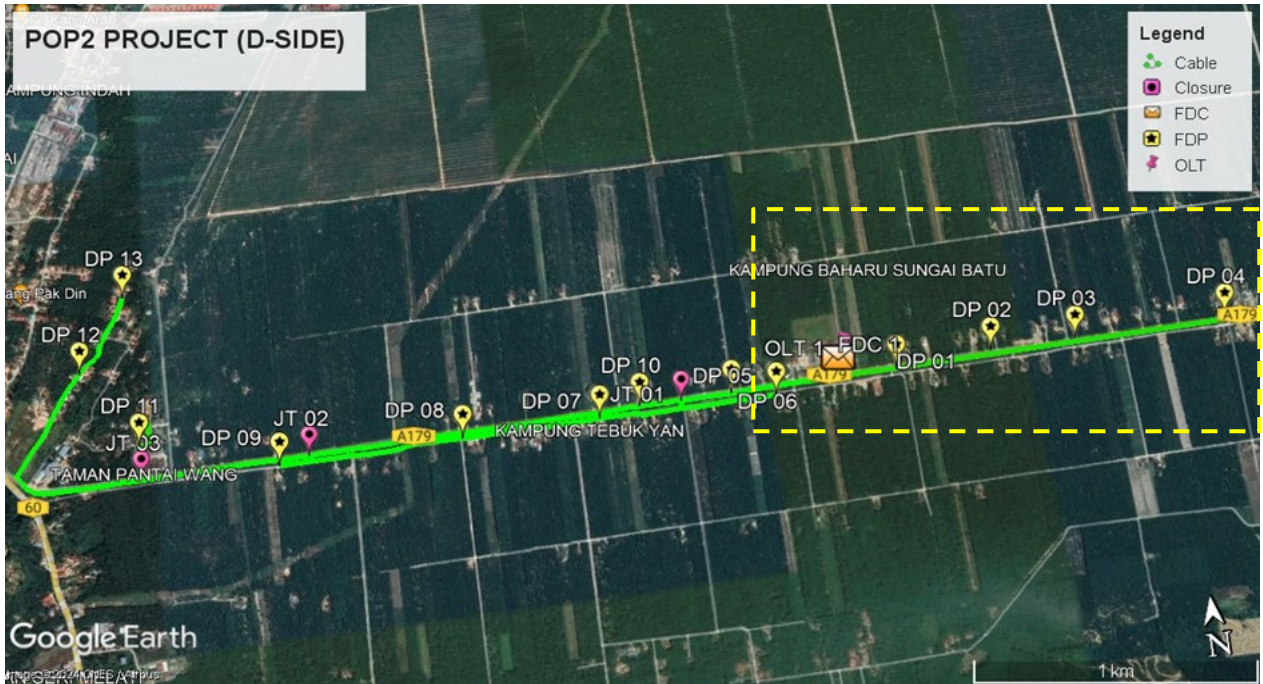 POP2 PROJECT (D-SIDE)
Legend
Cable
Closure
FDC
FDP
OLT
AMPUNG INDAH
DP 13
ang Pak Din
DP 12
DP 11
JT 03
TAMAN PANTAI WANG
60
DP 09
JT 02
DP 08
A179
DP 07
KAMPUNG TEBUK YAN
DP 10
JT 01
DP 05
DP 06
KAMPUNG BAHARU SUNGAI BATU
OLT 1
FDC 1
A179
DP 01
DP 02
DP 03
DP 04
A179
Google Earth
N
1 km